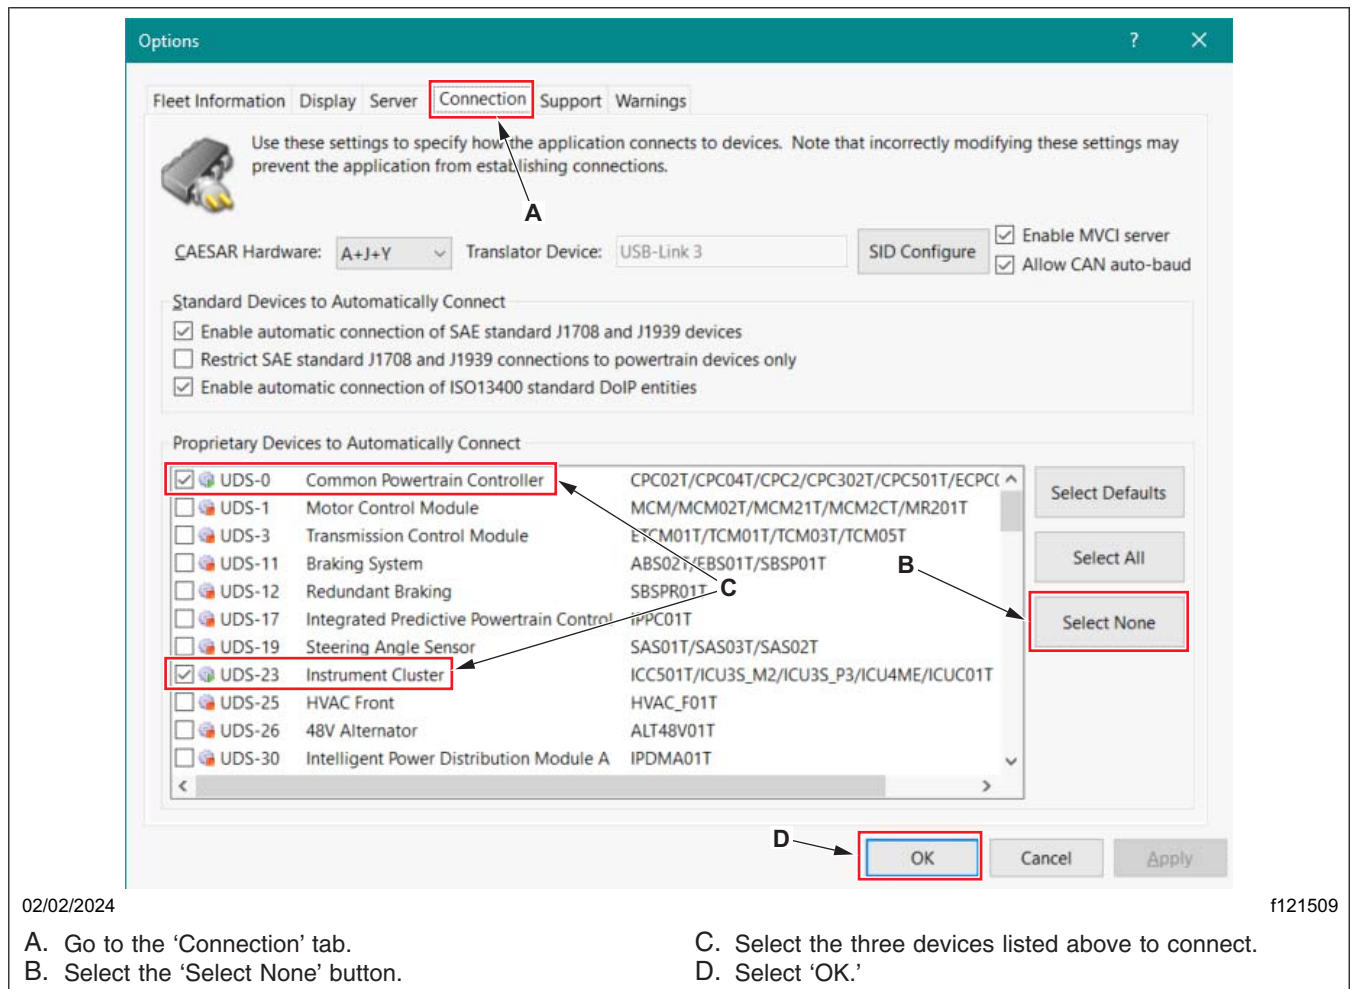 Options ? ×
Fleet Information Display Server Connection Support Warnings
Use these settings to specify how the application connects to devices. Note that incorrectly modifying these settings may
prevent the application from establishing connections.
A
CAESAR Hardware: A+J+Y Translator Device: USB-Link 3 SID Configure Enable MVCI server
Allow CAN auto-baud
Standard Devices to Automatically Connect
Enable automatic connection of SAE standard J1708 and J1939 devices
Restrict SAE standard J1708 and J1939 connections to powertrain devices only
Enable automatic connection of ISO13400 standard DoIP entities
Proprietary Devices to Automatically Connect
UDS-0 Common Powertrain Controller CPC02T/CPC04T/CPC2/CPC302T/CPC501T/ECPC(
UDS-1 Motor Control Module MCM/MCM02T/MCM21T/MCM2CT/MR201T
UDS-3 Transmission Control Module ETCM01T/TCM01T/TCM03T/TCM05T
UDS-11 Braking System ABS02T/EBS01T/SBSP01T
UDS-12 Redundant Braking SBSPR01T
UDS-17 Integrated Predictive Powertrain Control IPPC01T
UDS-19 Steering Angle Sensor SAS01T/SAS03T/SAS02T
UDS-23 Instrument Cluster ICC501T/ICU3S_M2/ICU3S_P3/ICU4ME/ICUC01T
UDS-25 HVAC Front HVAC_F01T
UDS-26 48V Alternator ALT48V01T
UDS-30 Intelligent Power Distribution Module A IPDMA01T
Select Defaults
Select All
Select None
B
C
D
OK Cancel Apply
02/02/2024 f121509
A. Go to the ‘Connection’ tab.
B. Select the ‘Select None’ button.
C. Select the three devices listed above to connect.
D. Select ‘OK.’